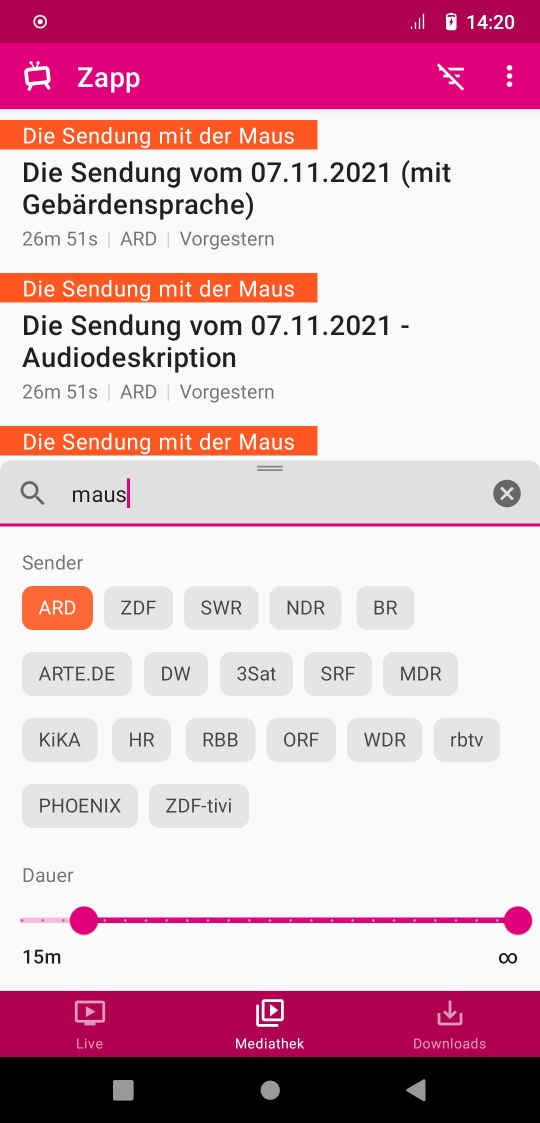 14:20
Zapp
Die Sendung mit der Maus
Die Sendung vom 07.11.2021 (mit
Gebärdensprache)
26m 51s | ARD | Vorgestern
Die Sendung mit der Maus
Die Sendung vom 07.11.2021 -
Audiodeskription
26m 51s | ARD | Vorgestern
Die Sendung mit der Maus
maus
Sender
ARD ZDF SWR NDR BR
ARTE.DE DW 3Sat SRF MDR
KiKA HR RBB ORF WDR rbtv
PHOENIX ZDF-tivi
Dauer
15m ∞
Live Mediathek Downloads